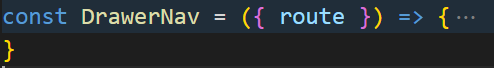 const DrawerNav = ({ route }) => {···
}